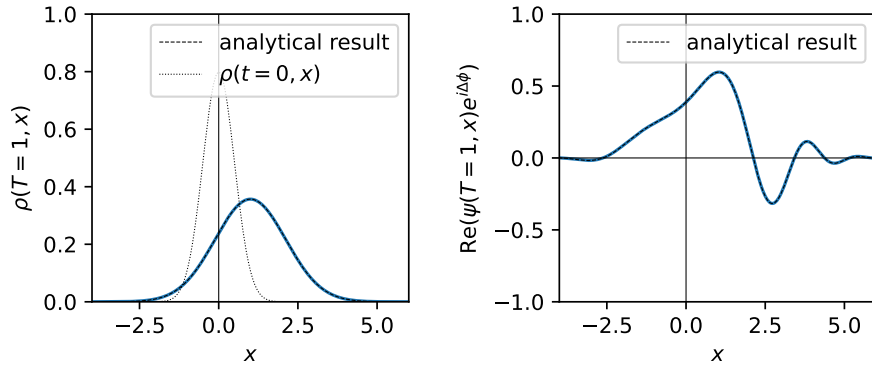 1.0
0.8
0.6
0.4
0.2
0.0
−2.5 0.0 2.5 5.0
x
ρ(T = 1, x)
analytical result
ρ(t = 0, x)
1.0
0.5
0.0
−0.5
−1.0
−2.5 0.0 2.5 5.0
x
Re(ψ(T = 1, x)e^{iΔϕ})
analytical result